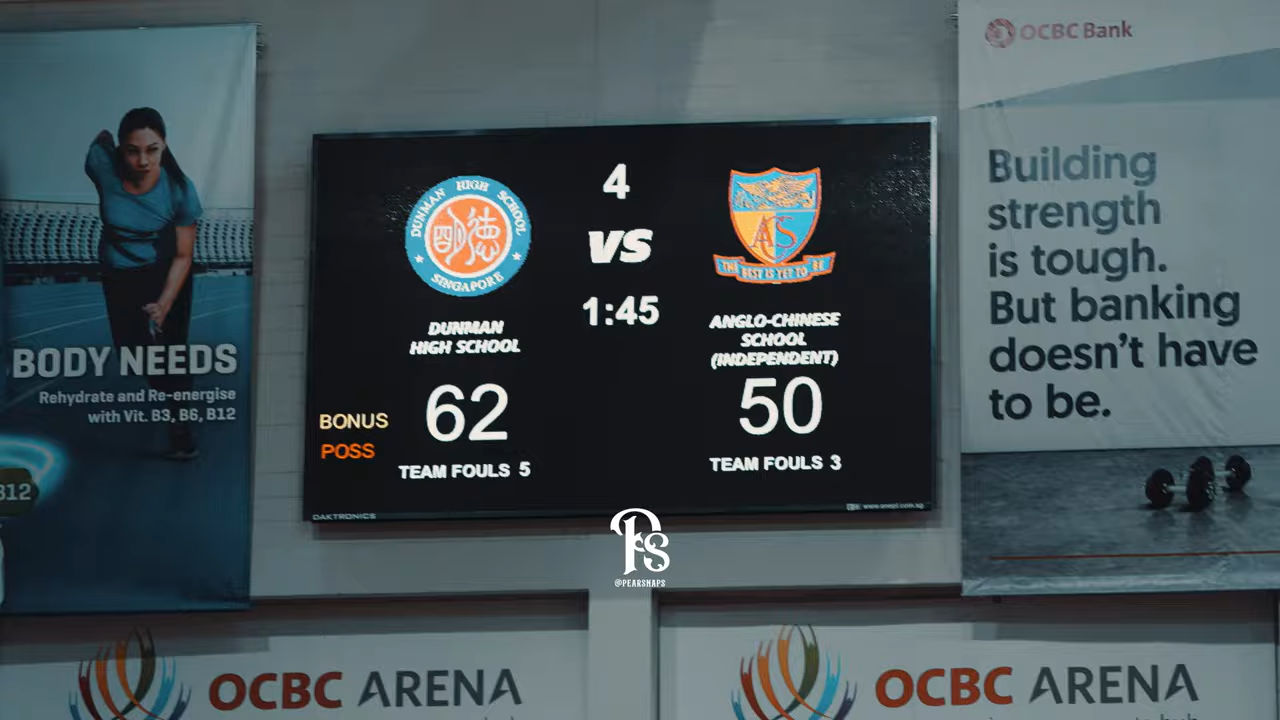 BODY NEEDS
Rehydrate and Re-energise
with Vit. B3, B6, B12
B12
DUNMAN HIGH SCHOOL
SINGAPORE
4
VS
1:45
ACS
THE BEST IS YET TO BE
DUNMAN
HIGH SCHOOL
ANGLO-CHINESE
SCHOOL
(INDEPENDENT)
62
50
BONUS
POSS
TEAM FOULS 5
TEAM FOULS 3
DAKTRONICS
PS
@PEARSNAPS
OCBC Bank
Building
strength
is tough.
But banking
doesn't have
to be.
OCBC ARENA
OCBC ARENA